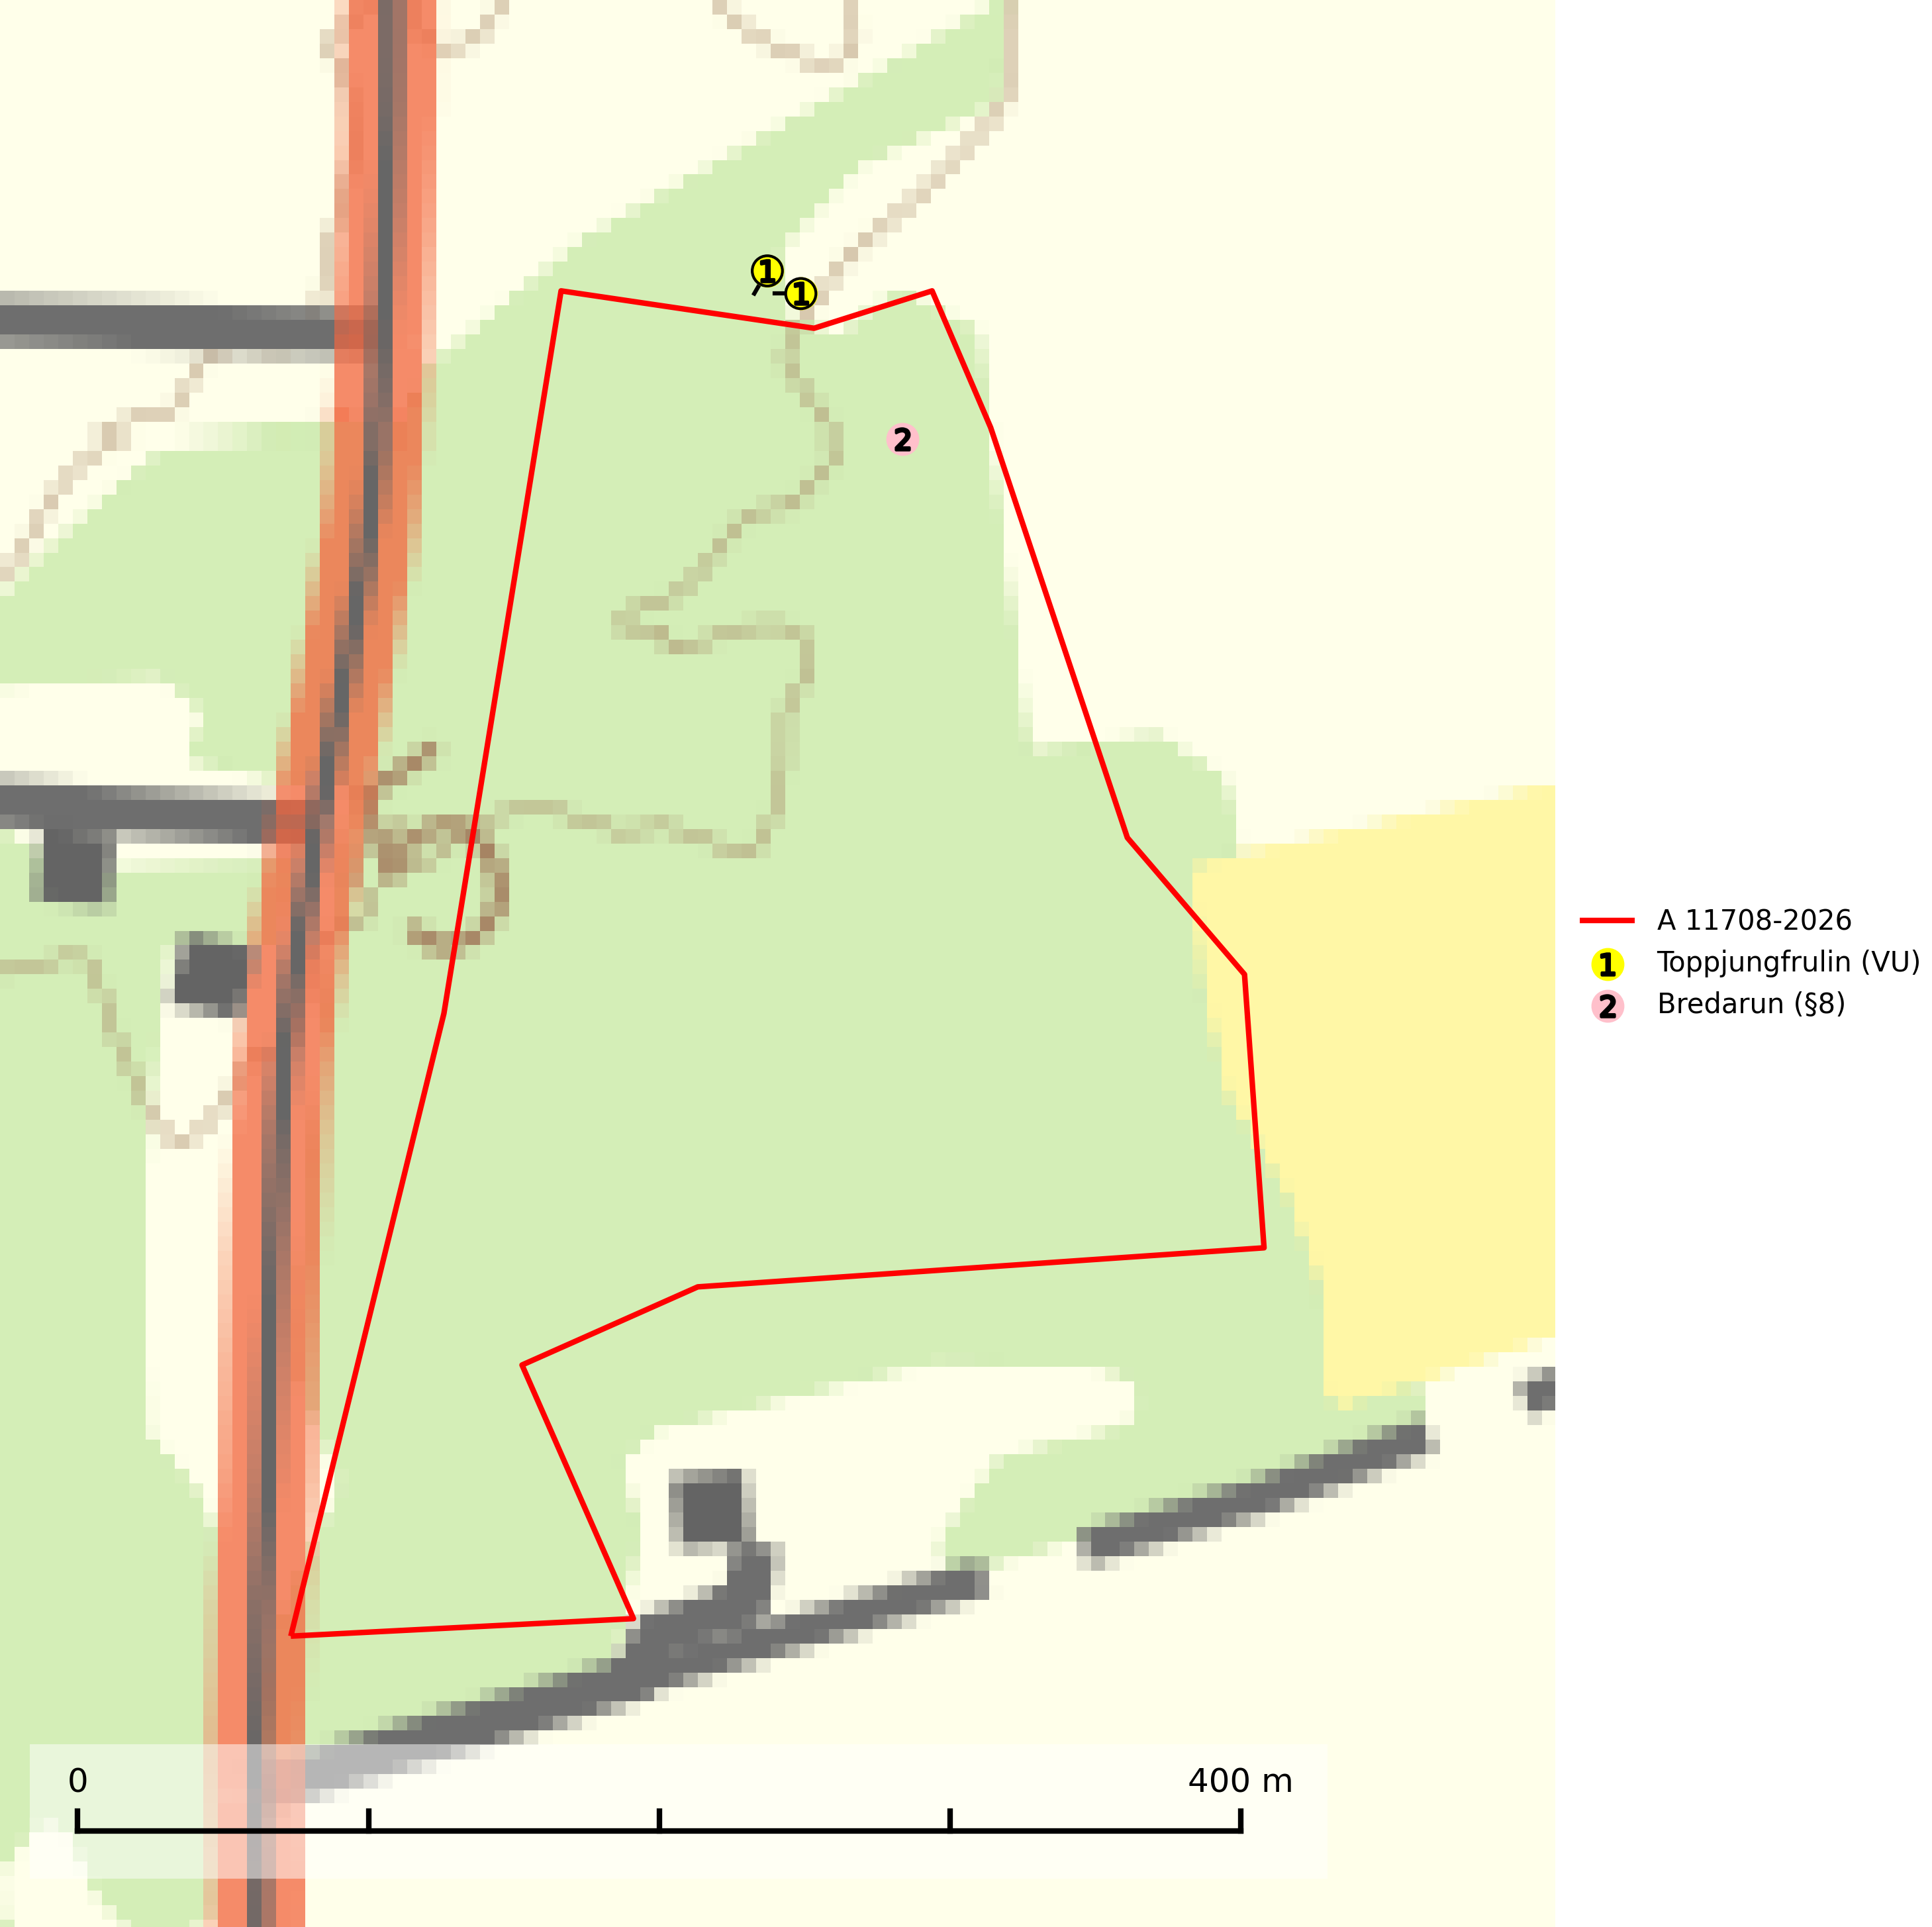 1
1
2
A 11708-2026
1 Toppjungfrulin (VU)
2 Bredarun (§8)
0 400 m